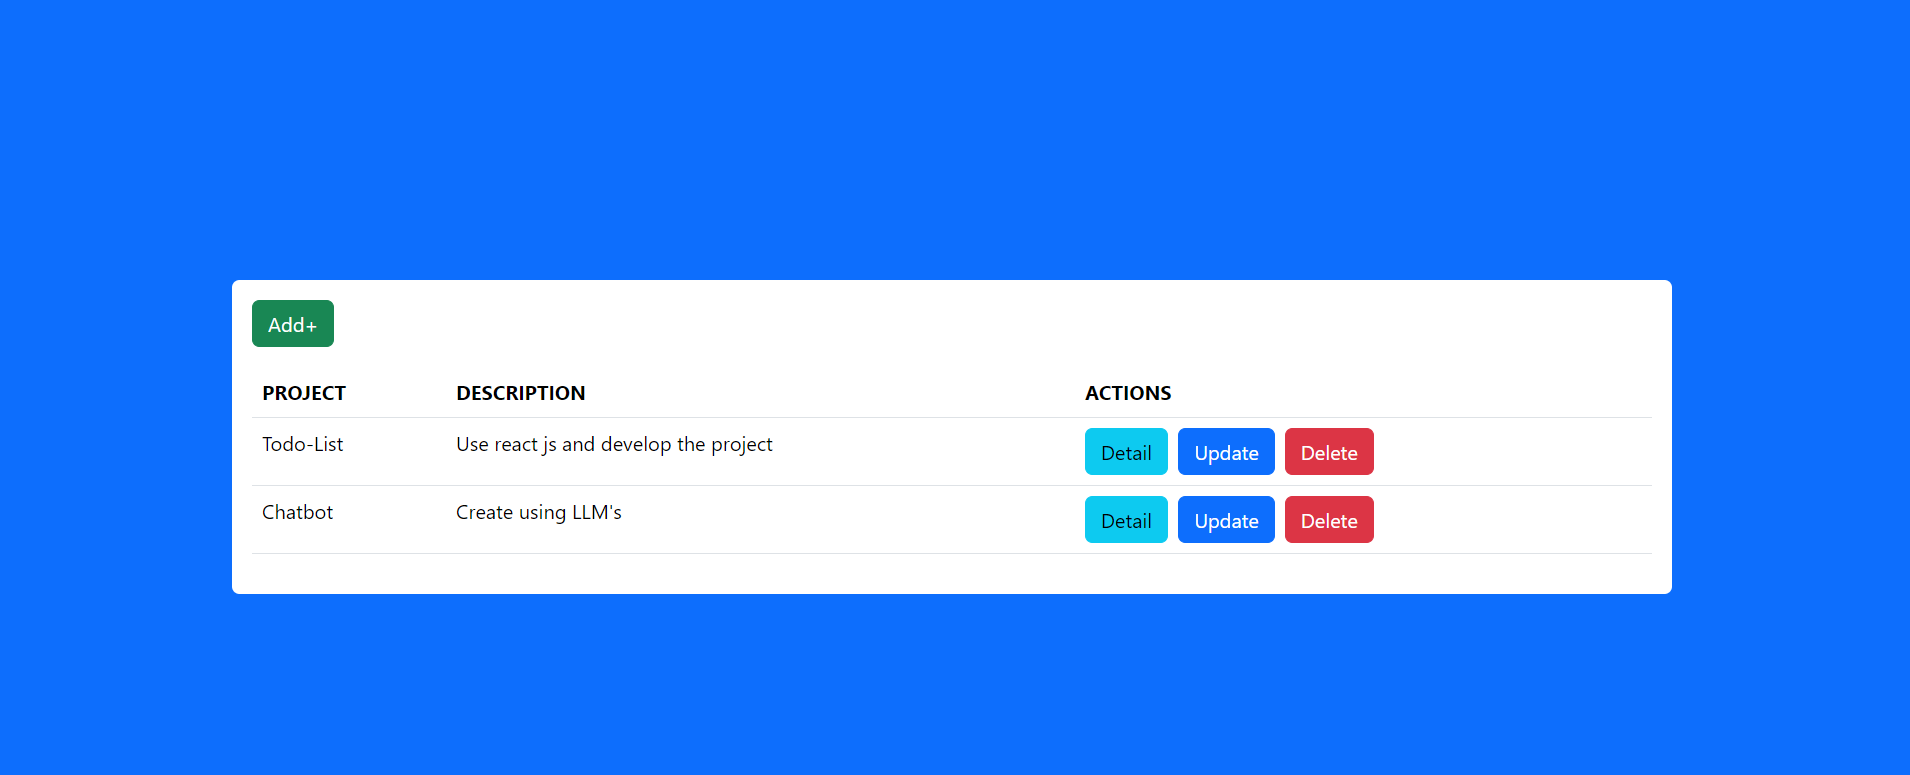 Add+
PROJECT DESCRIPTION ACTIONS
Todo-List Use react js and develop the project Detail Update Delete
Chatbot Create using LLM's Detail Update Delete